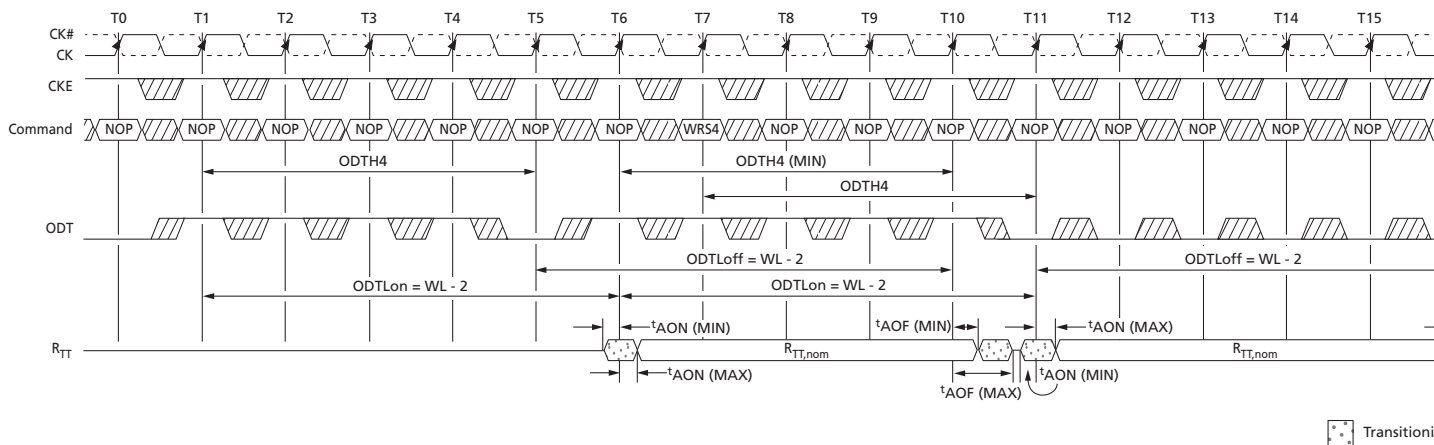 T0 T1 T2 T3 T4 T5 T6 T7 T8 T9 T10 T11 T12 T13 T14 T15
CK#
CK
CKE
Command NOP NOP NOP NOP NOP NOP NOP WRS4 NOP NOP NOP NOP NOP NOP NOP NOP
ODTH4 ODTH4 (MIN)
ODTH4
ODT
ODTLoff = WL - 2 ODTLoff = WL - 2
ODTLon = WL - 2 ODTLon = WL - 2
tAON (MIN) tAOF (MIN) tAON (MAX)
RTT RTT,nom RTT,nom
tAON (MAX) tAON (MIN)
tAOF (MAX)
Transitioni